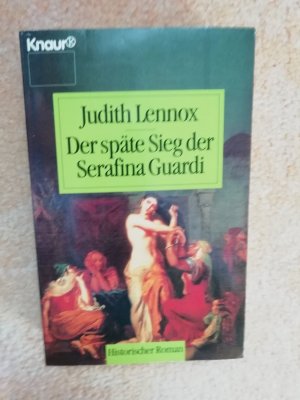 Knaur®
Judith Lennox
Der späte Sieg der
Serafina Guardi
Historischer Roman